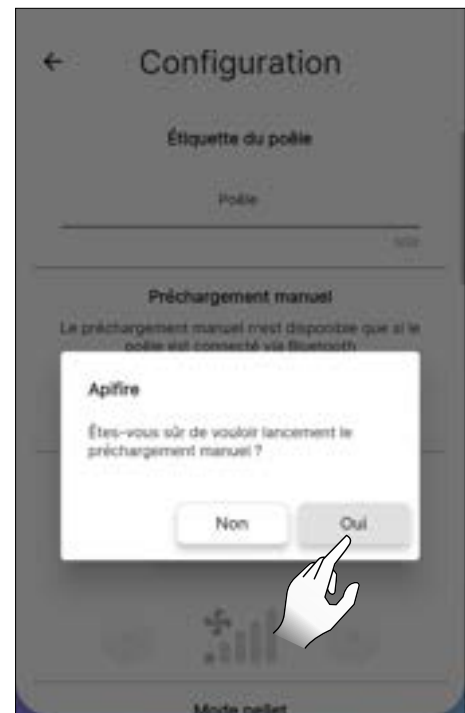 Configuration
Étiquette du poêle
Poêle
Préchargement manuel
Le préchargement manuel n'est disponible que si le
poêle est connecté via Bluetooth
Apifire
Êtes-vous sûr de vouloir lancement le
préchargement manuel ?
Non
Oui
Mode pellet